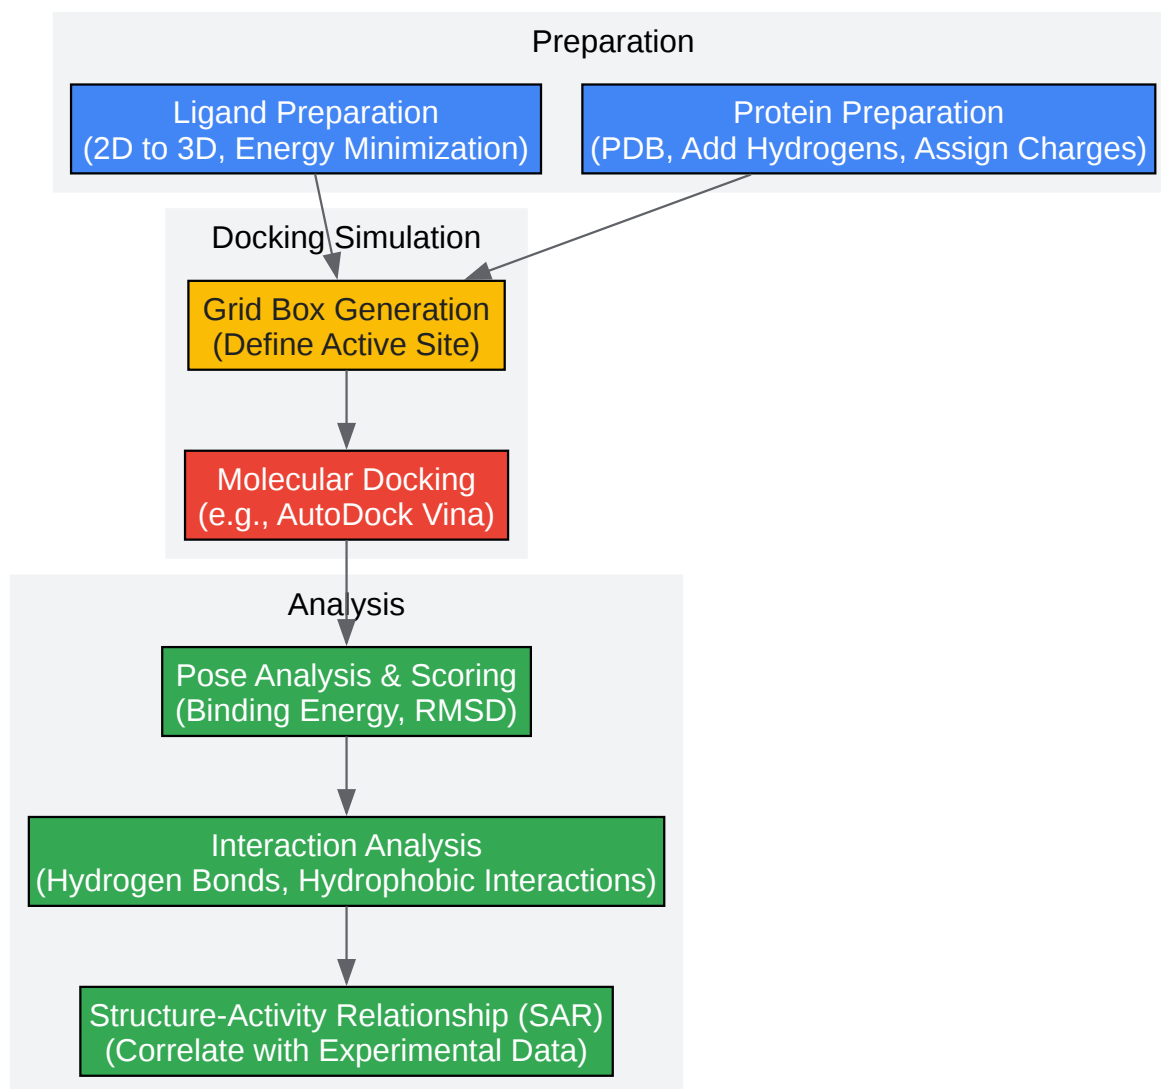 Preparation
Ligand Preparation
(2D to 3D, Energy Minimization)
Protein Preparation
(PDB, Add Hydrogens, Assign Charges)
Docking Simulation
Grid Box Generation
(Define Active Site)
Molecular Docking
(e.g., AutoDock Vina)
Analysis
Pose Analysis & Scoring
(Binding Energy, RMSD)
Interaction Analysis
(Hydrogen Bonds, Hydrophobic Interactions)
Structure-Activity Relationship (SAR)
(Correlate with Experimental Data)